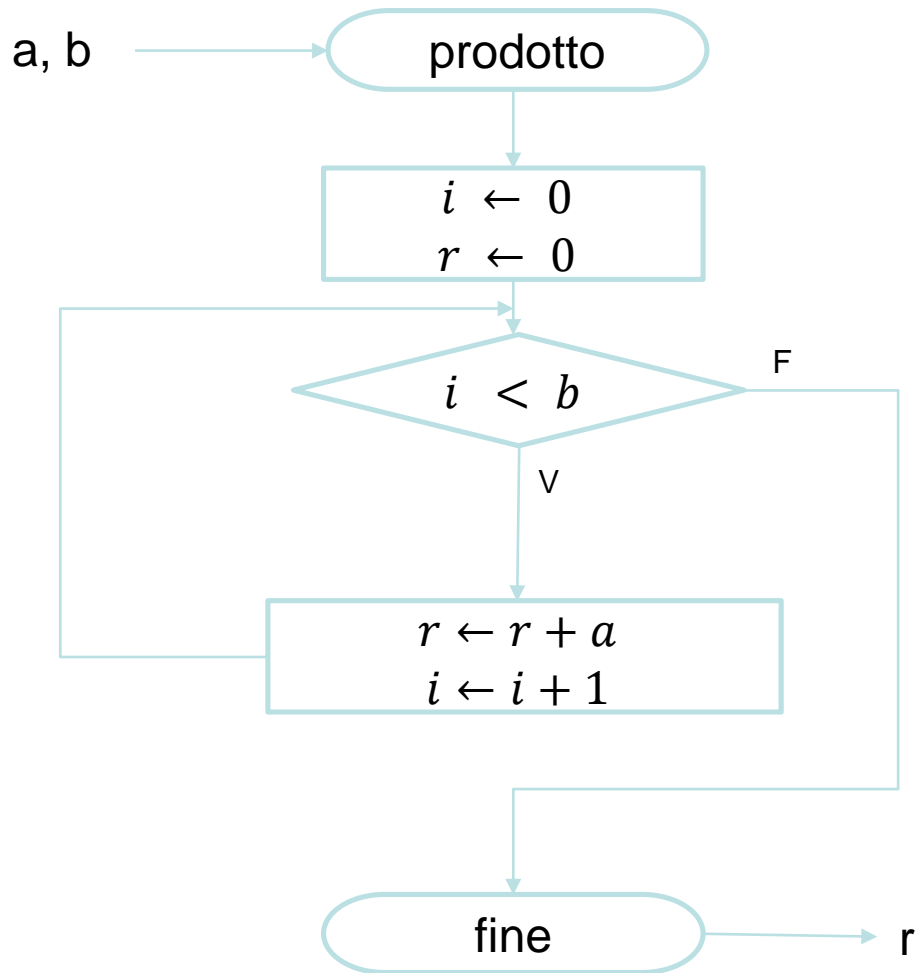 a, b
prodotto
i ← 0
r ← 0
i < b
F
V
r ← r + a
i ← i + 1
fine
r